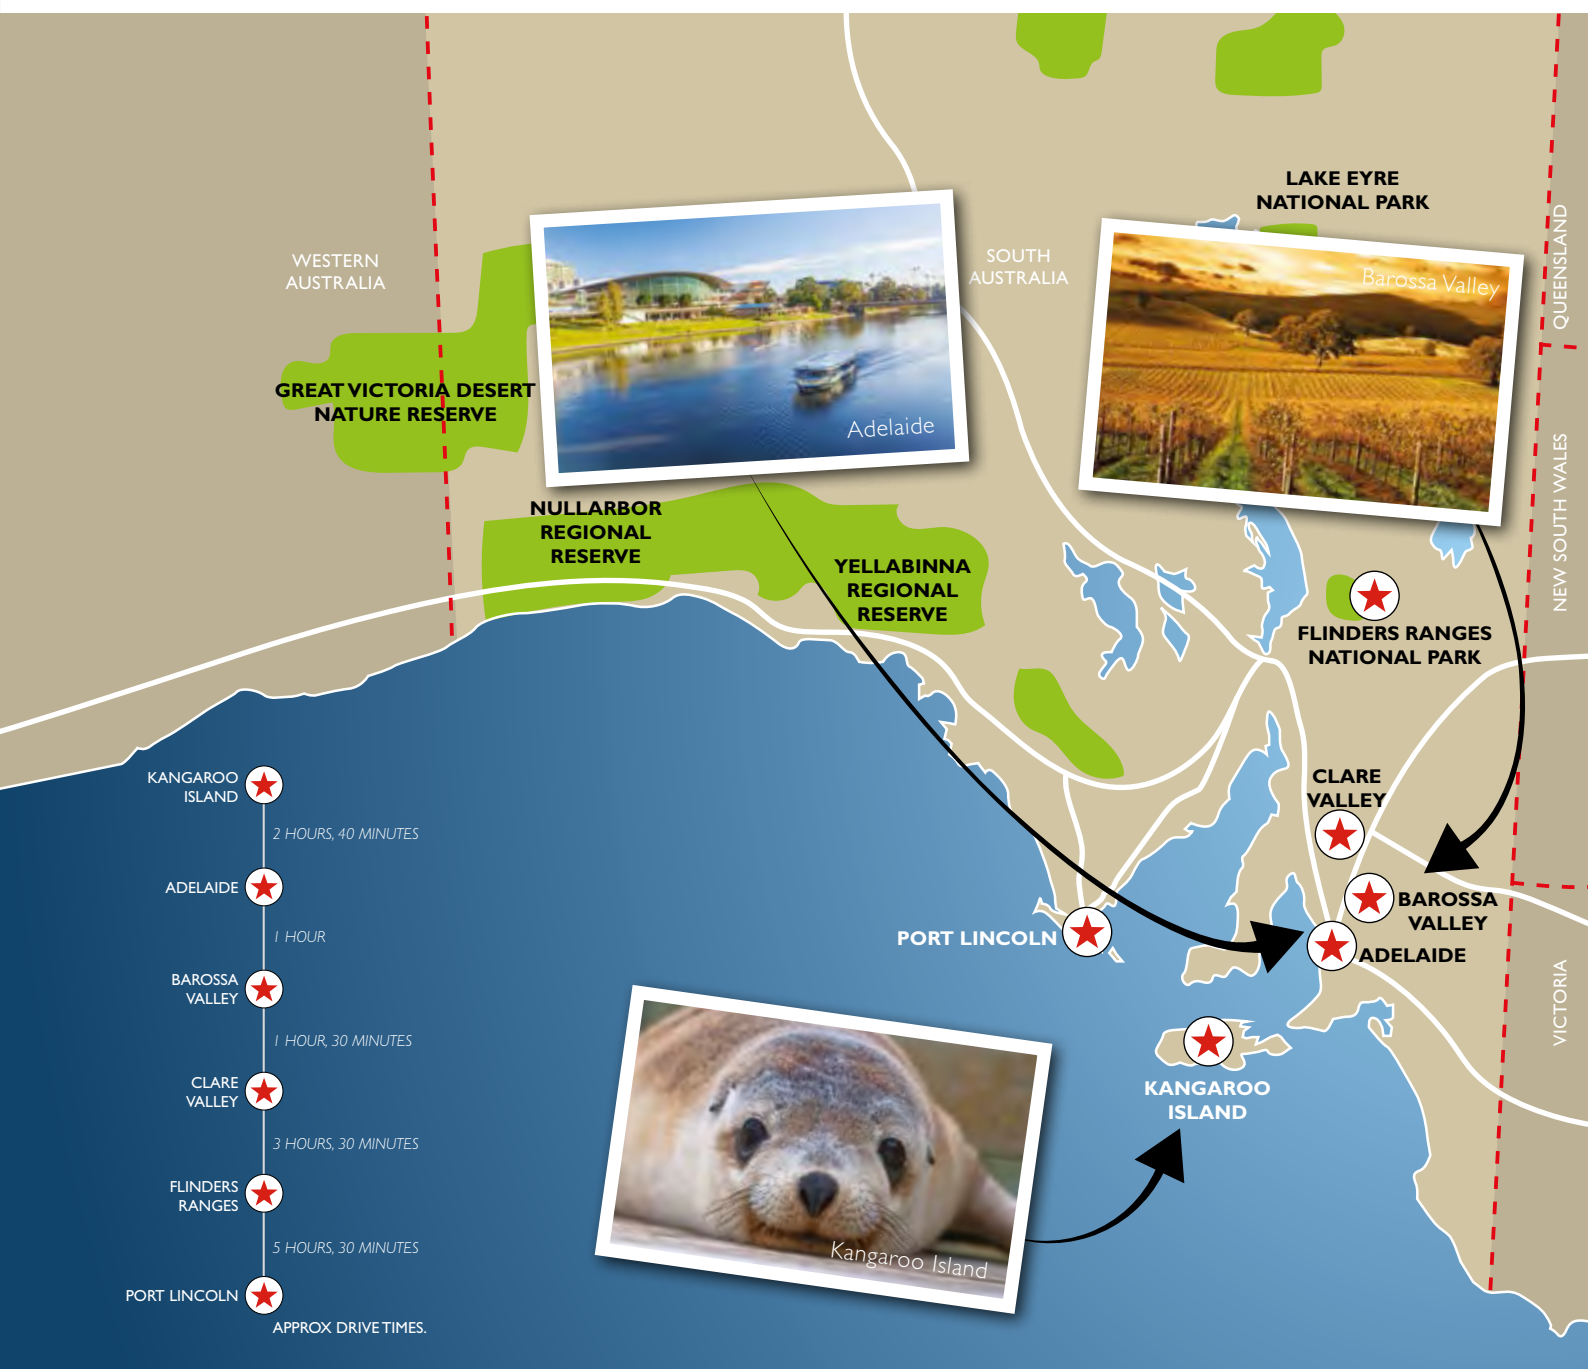 LAKE EYRE
NATIONAL PARK
WESTERN
AUSTRALIA
SOUTH
AUSTRALIA
QUEENSLAND
Barossa Valley
Adelaide
GREAT VICTORIA DESERT
NATURE RESERVE
NEW SOUTH WALES
NULLARBOR
REGIONAL
RESERVE
YELLABINNA
REGIONAL
RESERVE
FLINDERS RANGES
NATIONAL PARK
CLARE
VALLEY
BAROSSA
VALLEY
ADELAIDE
PORT LINCOLN
VICTORIA
KANGAROO
ISLAND
Kangaroo Island
KANGAROO
ISLAND
2 HOURS, 40 MINUTES
ADELAIDE
1 HOUR
BAROSSA
VALLEY
1 HOUR, 30 MINUTES
CLARE
VALLEY
3 HOURS, 30 MINUTES
FLINDERS
RANGES
5 HOURS, 30 MINUTES
PORT LINCOLN
APPROX DRIVE TIMES.